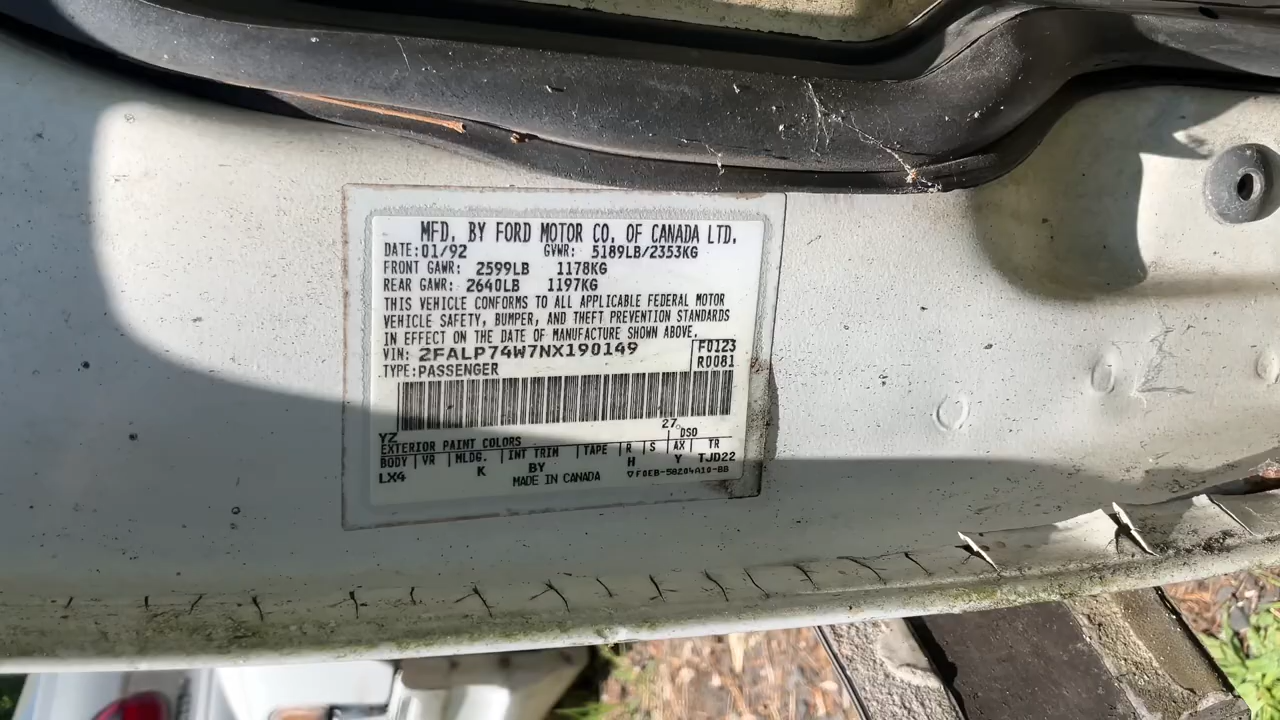 MFD. BY FORD MOTOR CO. OF CANADA LTD.
DATE:01/92 GVWR: 5189LB/2353KG
FRONT GAWR: 2599LB 1178KG
REAR GAWR: 2640LB 1197KG
THIS VEHICLE CONFORMS TO ALL APPLICABLE FEDERAL MOTOR
VEHICLE SAFETY, BUMPER, AND THEFT PREVENTION STANDARDS
IN EFFECT ON THE DATE OF MANUFACTURE SHOWN ABOVE.
VIN: 2FALP74W7NX190149 F0123
TYPE:PASSENGER R0081
YZ 27 DSO
EXTERIOR PAINT COLORS
BODY VR MLDG. INT TRIM TAPE R S AX TR
LX4 K BY H Y TJD22
MADE IN CANADA F0EB-58204A10-BB